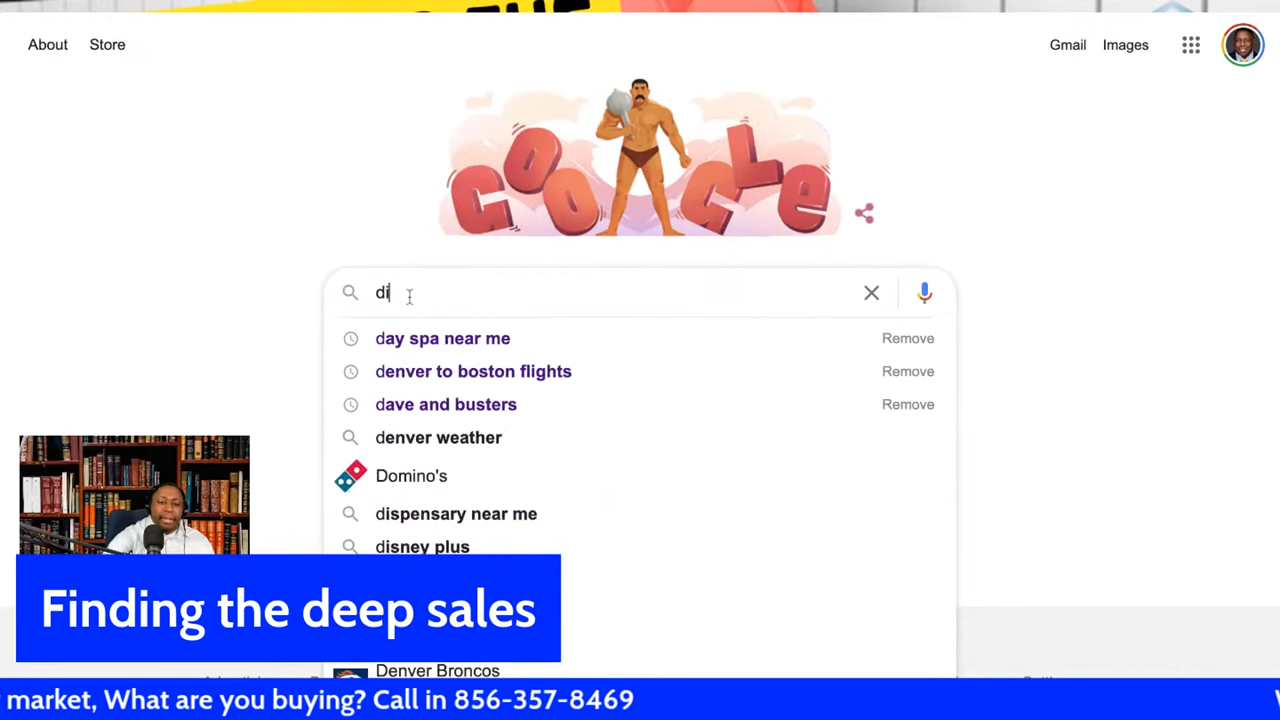 About Store
Gmail Images
GOOGLE
di
day spa near me Remove
denver to boston flights Remove
dave and busters Remove
denver weather
Domino's
dispensary near me
disney plus
Finding the deep sales
Denver Broncos
market, What are you buying? Call in 856-357-8469